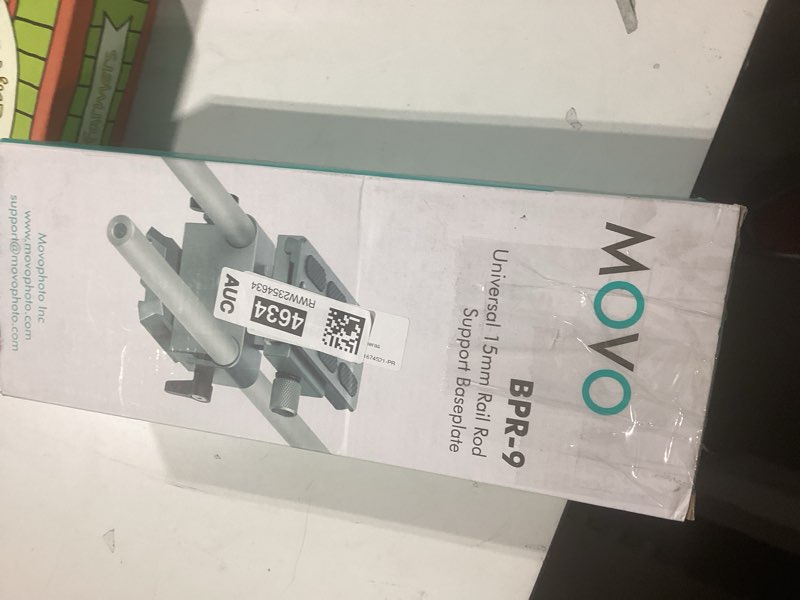 MOVO
BPR-9
Universal 15mm Rail Rod
Support Baseplate
4634
RWW2354634
AUC
Movophoto Inc
www.movophoto.com
support@movophoto.com